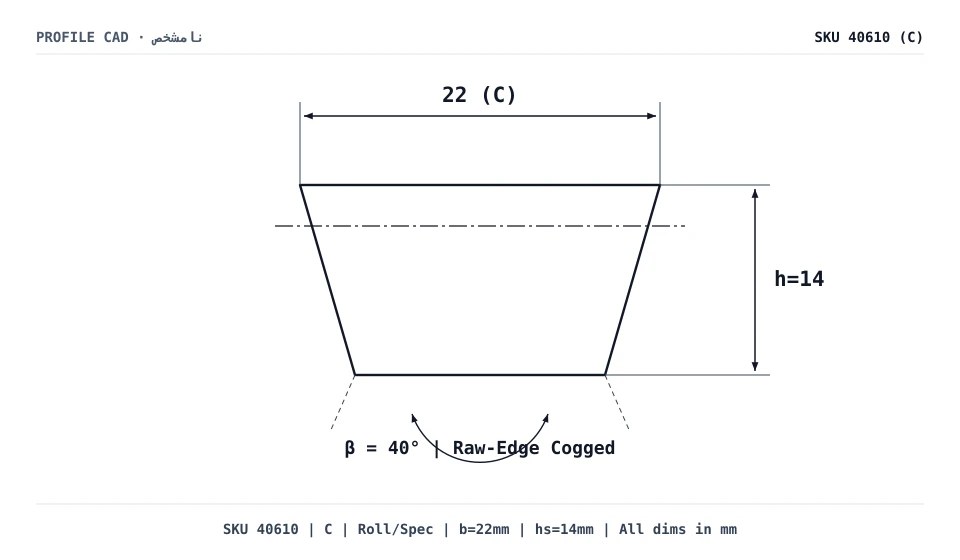 PROFILE CAD · نامشخص
SKU 40610 (C)
22 (C)
h=14
β = 40° | Raw-Edge Cogged
SKU 40610 | C | Roll/Spec | b=22mm | hs=14mm | All dims in mm